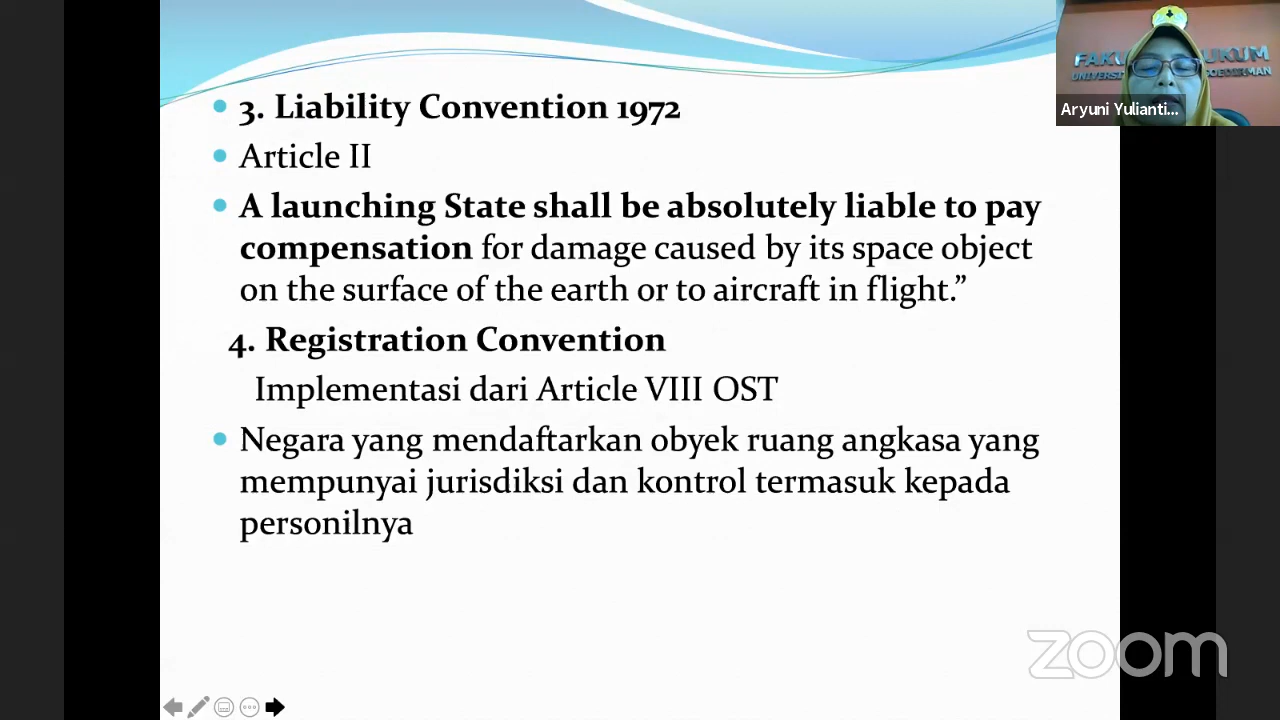 3. Liability Convention 1972
Article II
A launching State shall be absolutely liable to pay
compensation for damage caused by its space object
on the surface of the earth or to aircraft in flight.”
4. Registration Convention
Implementasi dari Article VIII OST
Negara yang mendaftarkan obyek ruang angkasa yang
mempunyai jurisdiksi dan kontrol termasuk kepada
personilnya
Aryuni Yulianti...
zoom